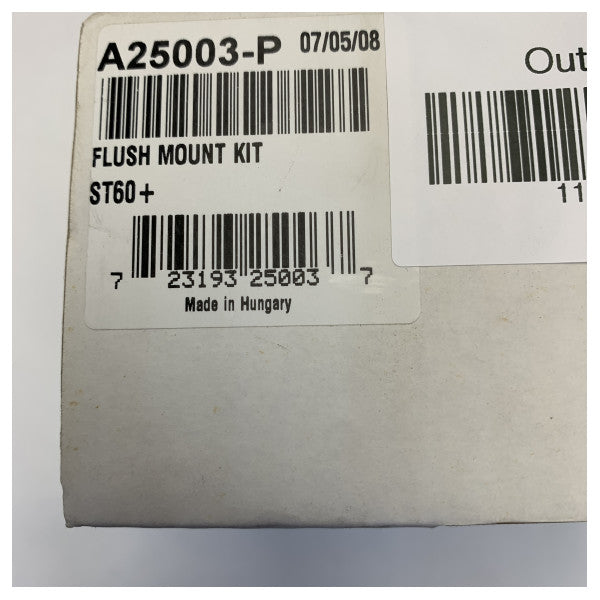 A25003-P 07/05/08
FLUSH MOUNT KIT
ST60+
7 23193 25003 7
Made in Hungary
Out
11